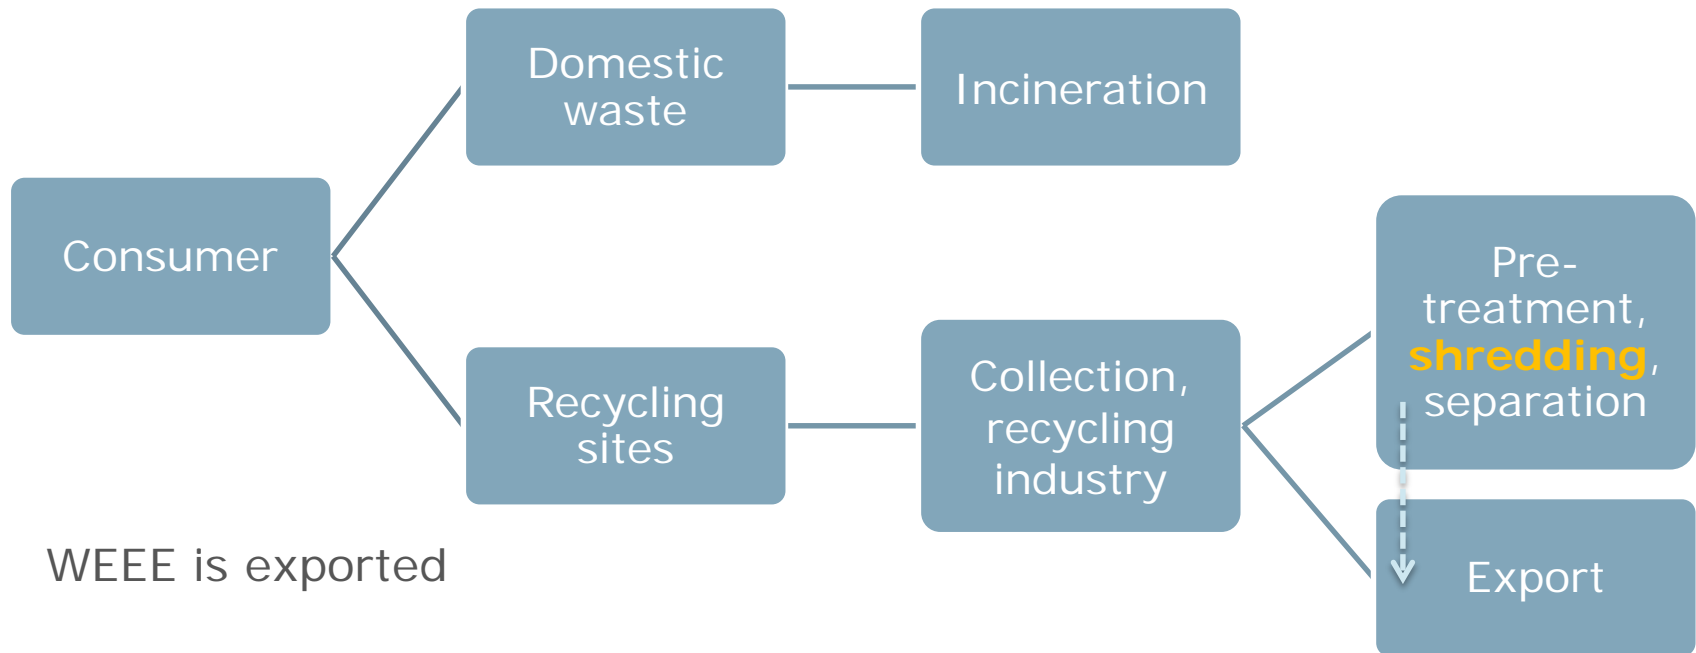 Domestic
waste
Incineration
Consumer
Pre-
treatment,
shredding,
separation
Recycling
sites
Collection,
recycling
industry
Export
WEEE is exported